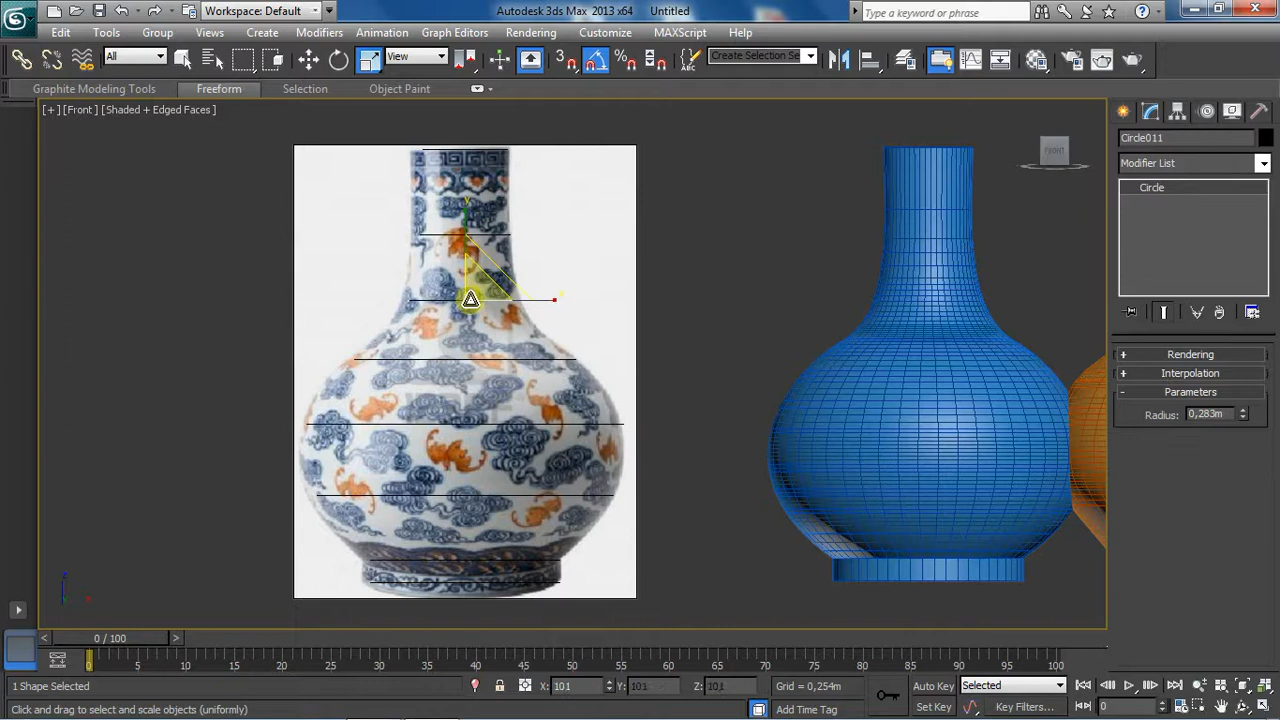 Workspace: Default
Autodesk 3ds Max 2013 x64
Untitled
Type a keyword or phrase
Edit
Tools
Group
Views
Create
Modifiers
Animation
Graph Editors
Rendering
Customize
MAXScript
Help
All
View
3
Create Selection Se
Graphite Modeling Tools
Freeform
Selection
Object Paint
[+] [Front] [Shaded + Edged Faces]
FRONT
Circle011
Modifier List
Circle
+ Rendering
+ Interpolation
- Parameters
Radius: 0,283m
y
z
x
< 0 / 100 >
0 5 10 15 20 25 30 35 40 45 50 55 60 65 70 75 80 85 90 95 100
1 Shape Selected
X: 101
Y: 101
Z: 101
Grid = 0,254m
Auto Key
Selected
Click and drag to select and scale objects (uniformly)
Add Time Tag
Set Key
Key Filters...
0